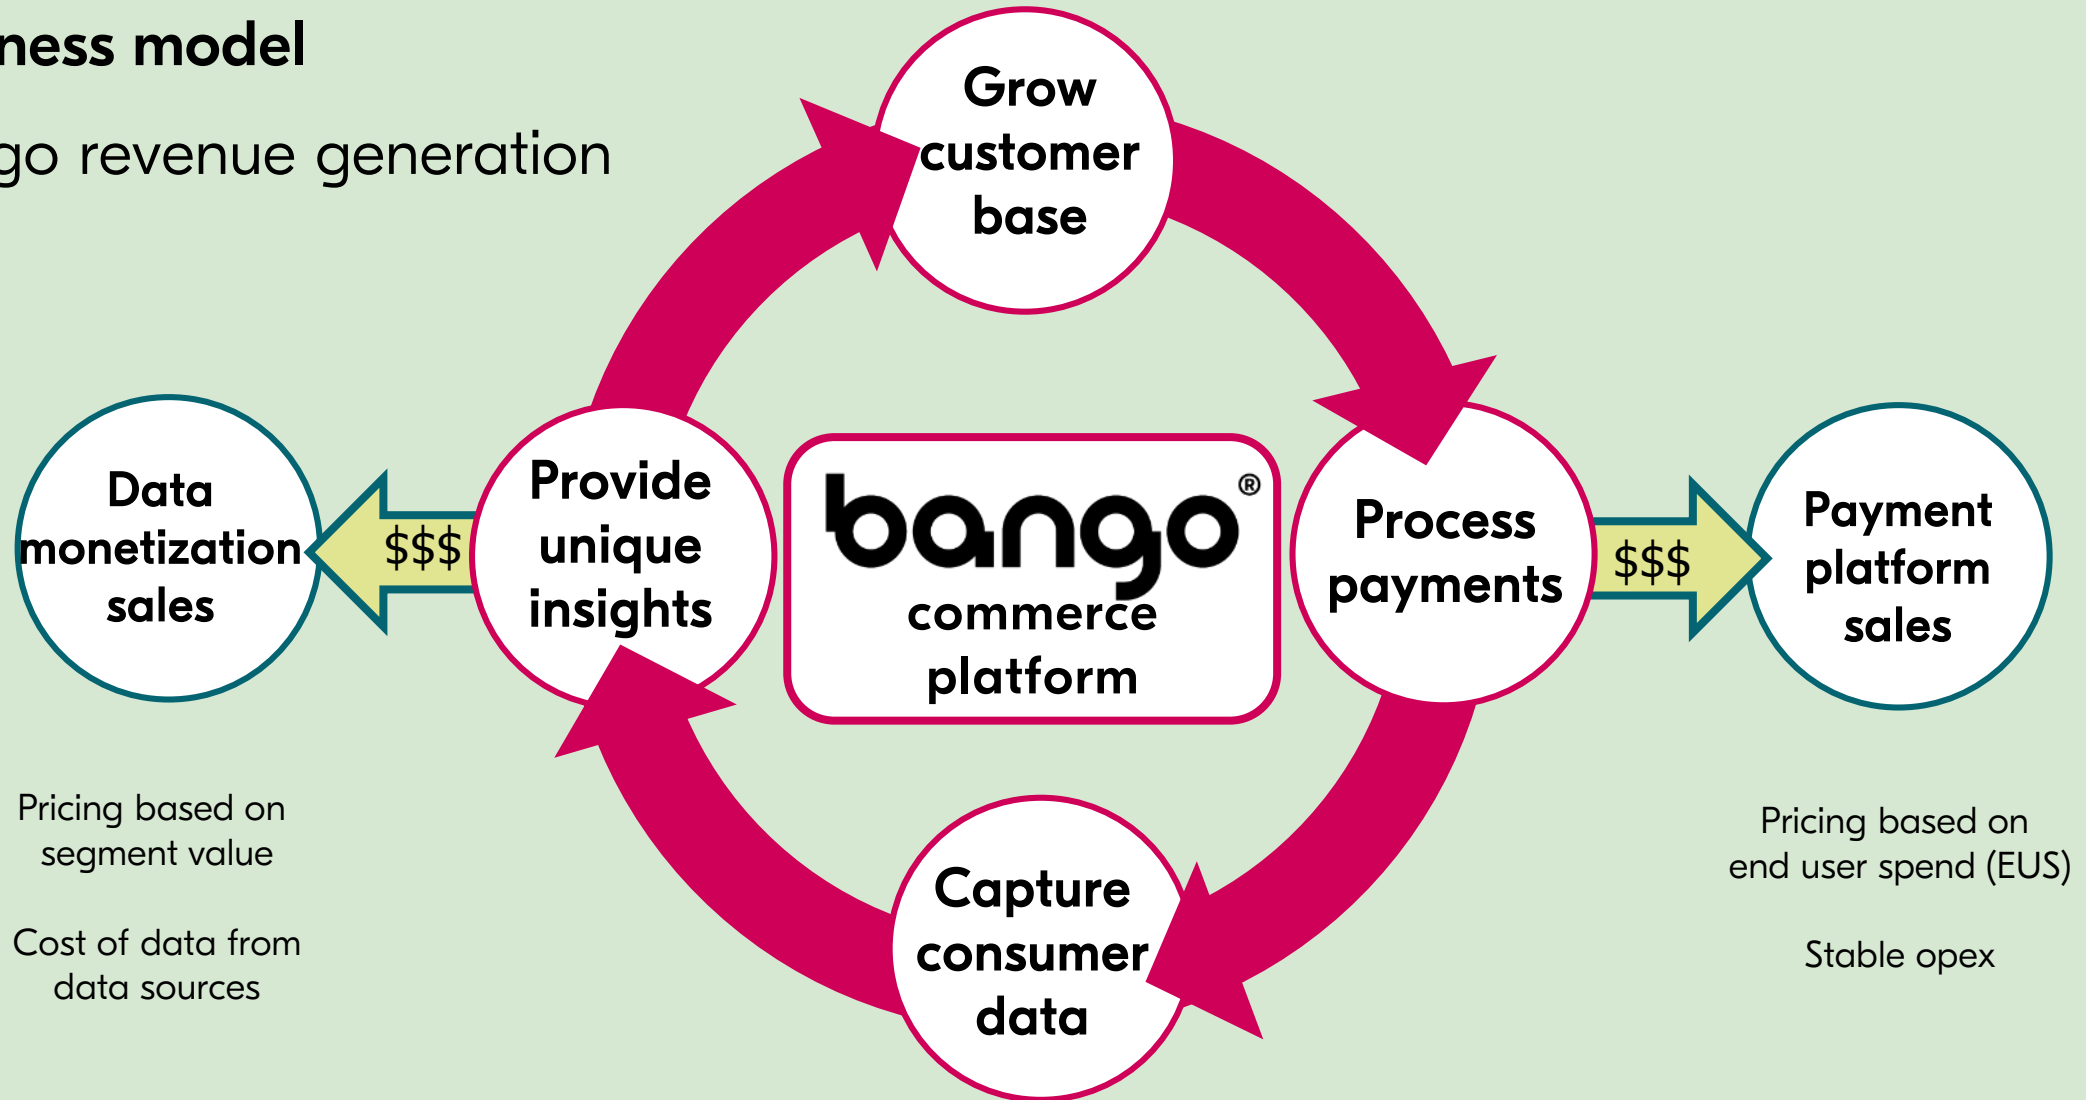 ness model
go revenue generation
Grow
customer
base
Data
monetization
sales
$$$
Provide
unique
insights
bango®
commerce
platform
Process
payments
$$$
Payment
platform
sales
Pricing based on
segment value
Cost of data from
data sources
Capture
consumer
data
Pricing based on
end user spend (EUS)
Stable opex